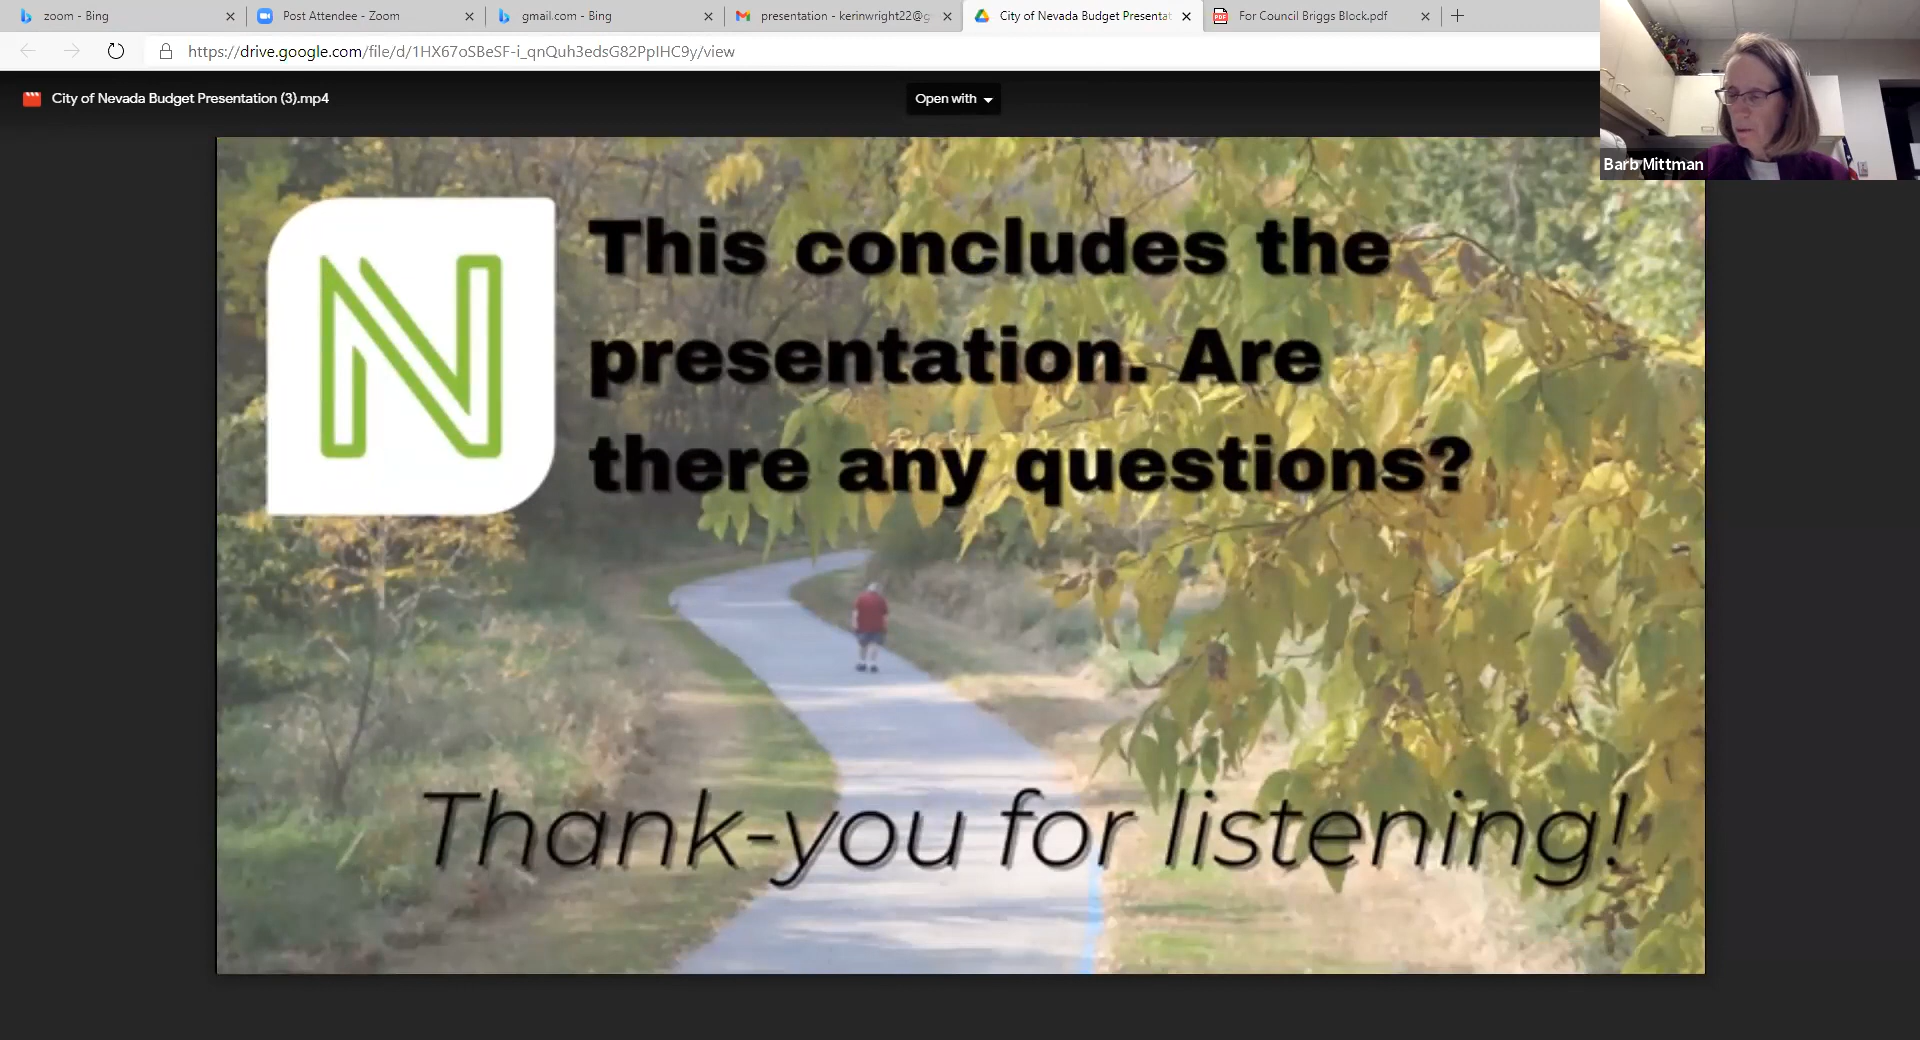 zoom - Bing
Post Attendee - Zoom
gmail.com - Bing
presentation - kerinwright22@g
City of Nevada Budget Presentat
For Council Briggs Block.pdf
https://drive.google.com/file/d/1HX67oSBeSF-i_qnQuh3edsG82PpIHC9y/view
City of Nevada Budget Presentation (3).mp4
Open with
Barb Mittman
N
This concludes the
presentation. Are
there any questions?
Thank-you for listening!